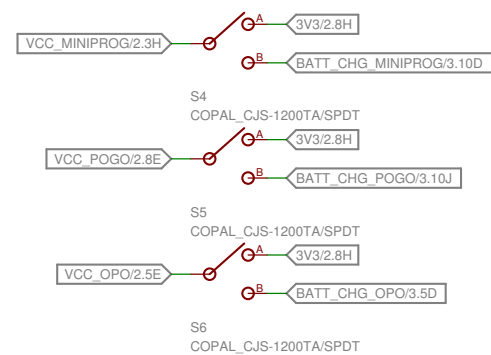 A
3V3/2.8H
VCC_MINIPROG/2.3H
B
BATT_CHG_MINIPROG/3.10D
S4
COPAL_CJS-1200TA/SPDT
A
3V3/2.8H
VCC_POGO/2.8E
B
BATT_CHG_POGO/3.10J
S5
COPAL_CJS-1200TA/SPDT
A
3V3/2.8H
VCC_OPO/2.5E
B
BATT_CHG_OPO/3.5D
S6
COPAL_CJS-1200TA/SPDT